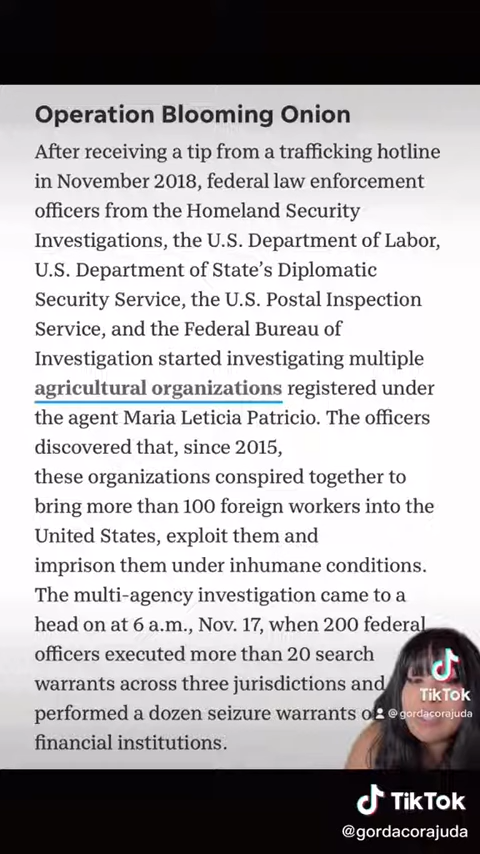 Operation Blooming Onion
After receiving a tip from a trafficking hotline
in November 2018, federal law enforcement
officers from the Homeland Security
Investigations, the U.S. Department of Labor,
U.S. Department of State's Diplomatic
Security Service, the U.S. Postal Inspection
Service, and the Federal Bureau of
Investigation started investigating multiple
agricultural organizations registered under
the agent Maria Leticia Patricio. The officers
discovered that, since 2015,
these organizations conspired together to
bring more than 100 foreign workers into the
United States, exploit them and
imprison them under inhumane conditions.
The multi-agency investigation came to a
head on at 6 a.m., Nov. 17, when 200 federal
officers executed more than 20 search
warrants across three jurisdictions and
performed a dozen seizure warrants
financial institutions.
TikTok
@gordacorajuda
TikTok
@gordacorajuda